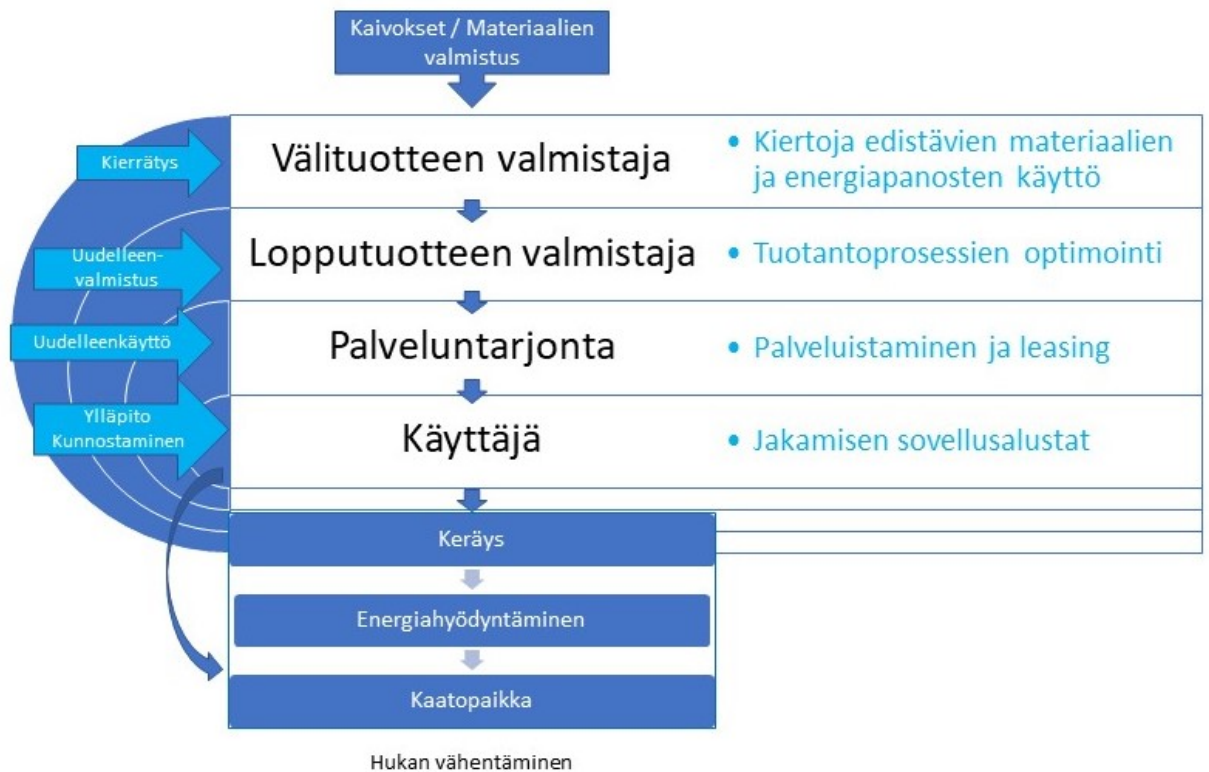 Kaivokset / Materiaalien
valmistus
Kierrätys
Välituotteen valmistaja
• Kiertoja edistävien materiaalien
ja energiapanosten käyttö
Uudelleen-
valmistus
Lopputuotteen valmistaja
• Tuotantoprosessien optimointi
Uudelleenkäyttö
Palveluntarjonta
• Palveluistaminen ja leasing
Ylläpito
Kunnostaminen
Käyttäjä
• Jakamisen sovellusalustat
Keräys
Energiahyödyntäminen
Kaatopaikka
Hukan vähentäminen